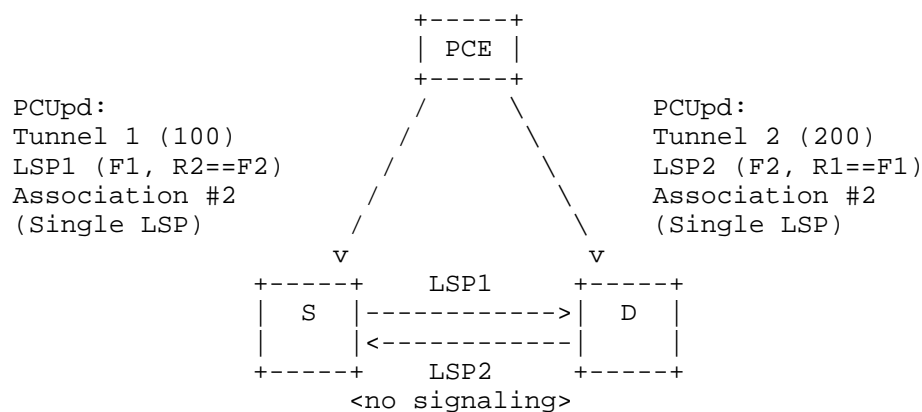 +-----+
                         | PCE |
                         +-----+
PCUpd:                  /     \        PCUpd:
Tunnel 1 (100)         /       \       Tunnel 2 (200)
LSP1 (F1, R2==F2)     /         \      LSP2 (F2, R1==F1)
Association #2       /           \     Association #2
(Single LSP)        /             \    (Single LSP)
                   v               v
              +-----+    LSP1     +-----+
              |  S  |------------>|  D  |
              |     |<------------|     |
              +-----+    LSP2     +-----+
                    <no signaling>